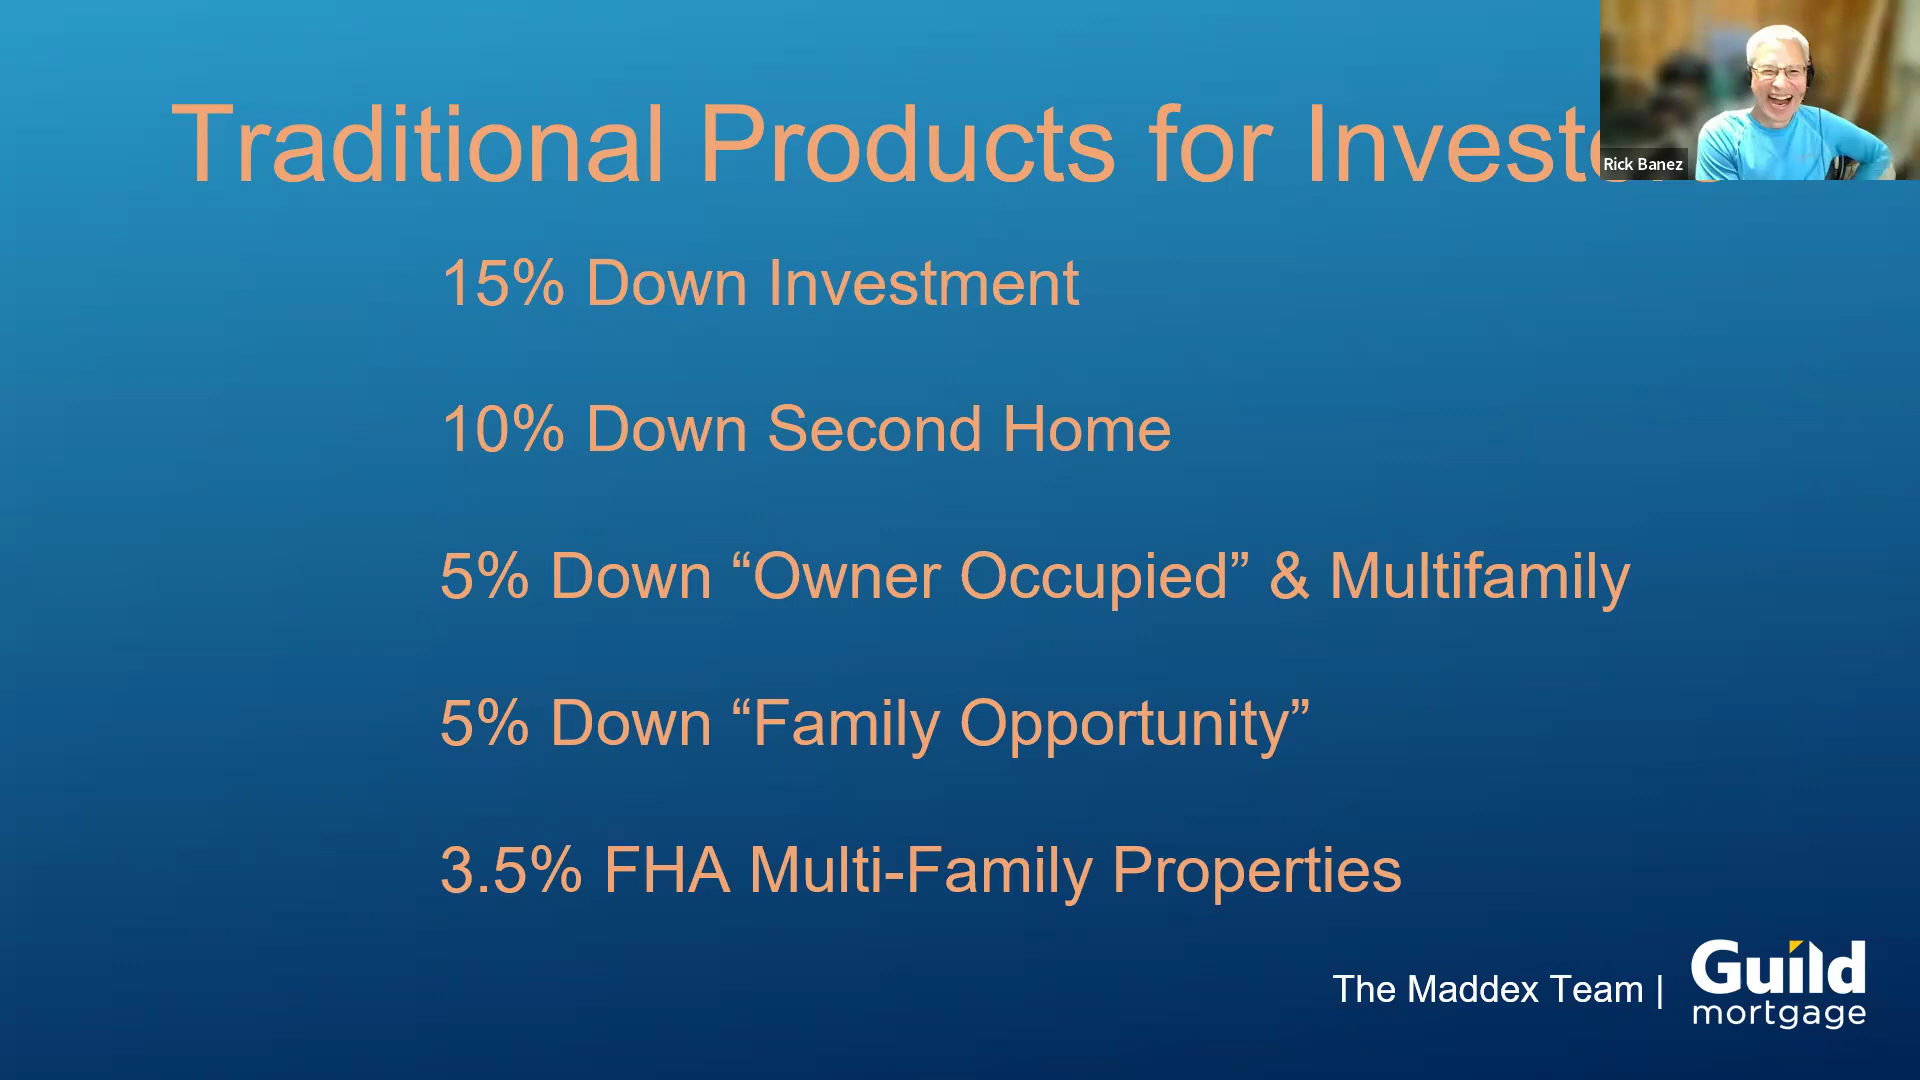 Traditional Products for Invest
Rick Banez
15% Down Investment
10% Down Second Home
5% Down “Owner Occupied” & Multifamily
5% Down “Family Opportunity”
3.5% FHA Multi-Family Properties
The Maddex Team |
Guild
mortgage